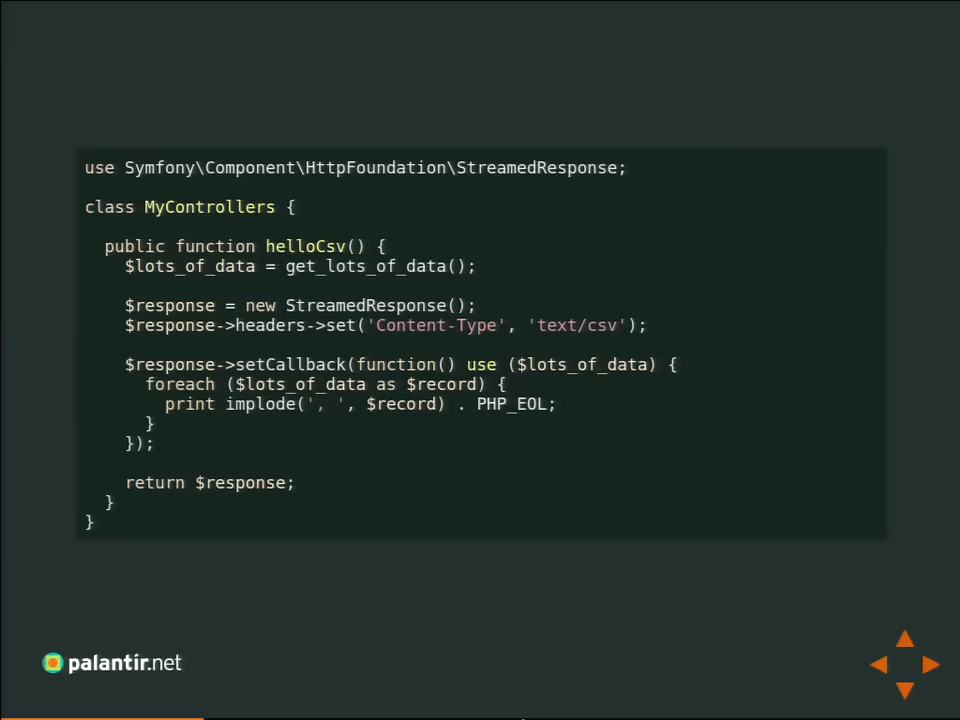 use Symfony\Component\HttpFoundation\StreamedResponse;
class MyControllers {
public function helloCsv() {
$lots_of_data = get_lots_of_data();
$response = new StreamedResponse();
$response->headers->set('Content-Type', 'text/csv');
$response->setCallback(function() use ($lots_of_data) {
foreach ($lots_of_data as $record) {
print implode(', ', $record) . PHP_EOL;
}
});
return $response;
}
}
palantir.net